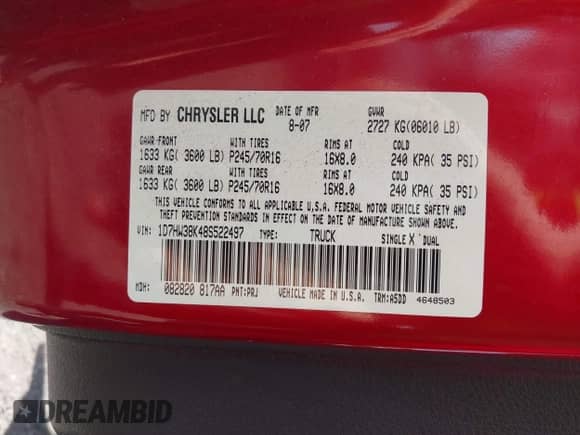 MFD BY CHRYSLER LLC DATE OF MFR 8-07 GVWR 2727 KG(06010 LB)
GAWR FRONT WITH TIRES RIMS AT COLD
1633 KG( 3600 LB) P245/70R16 16X8.0 240 KPA( 35 PSI)
GAWR REAR WITH TIRES RIMS AT COLD
1633 KG( 3600 LB) P245/70R16 16X8.0 240 KPA( 35 PSI)
THIS VEHICLE CONFORMS TO ALL APPLICABLE U.S.A. FEDERAL MOTOR VEHICLE SAFETY AND
THEFT PREVENTION STANDARDS IN EFFECT ON THE DATE OF MANUFACTURE SHOWN ABOVE.
VIN: 1D7HW38K48S522497 TYPE: TRUCK SINGLE X DUAL
MDH: 082820 817AA PNT:PRJ VEHICLE MADE IN U.S.A. TRM:A5DD 4648503
DREAMBID